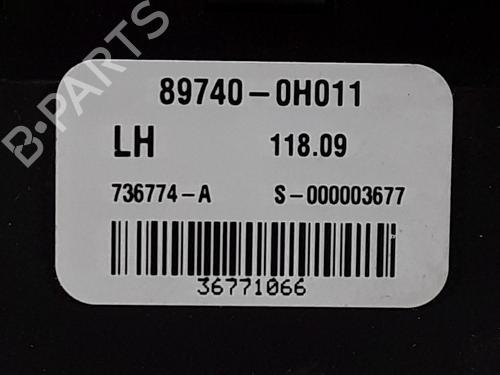 B-PARTS
89740-0H011
LH 118.09
736774-A S-000003677
36771066